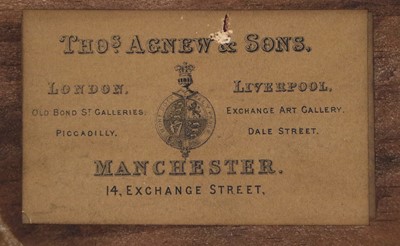 Thos Agnew & Sons.
London. Liverpool.
Old Bond St Galleries. Exchange Art Gallery.
Piccadilly. Dale Street.
Manchester.
14, Exchange Street.